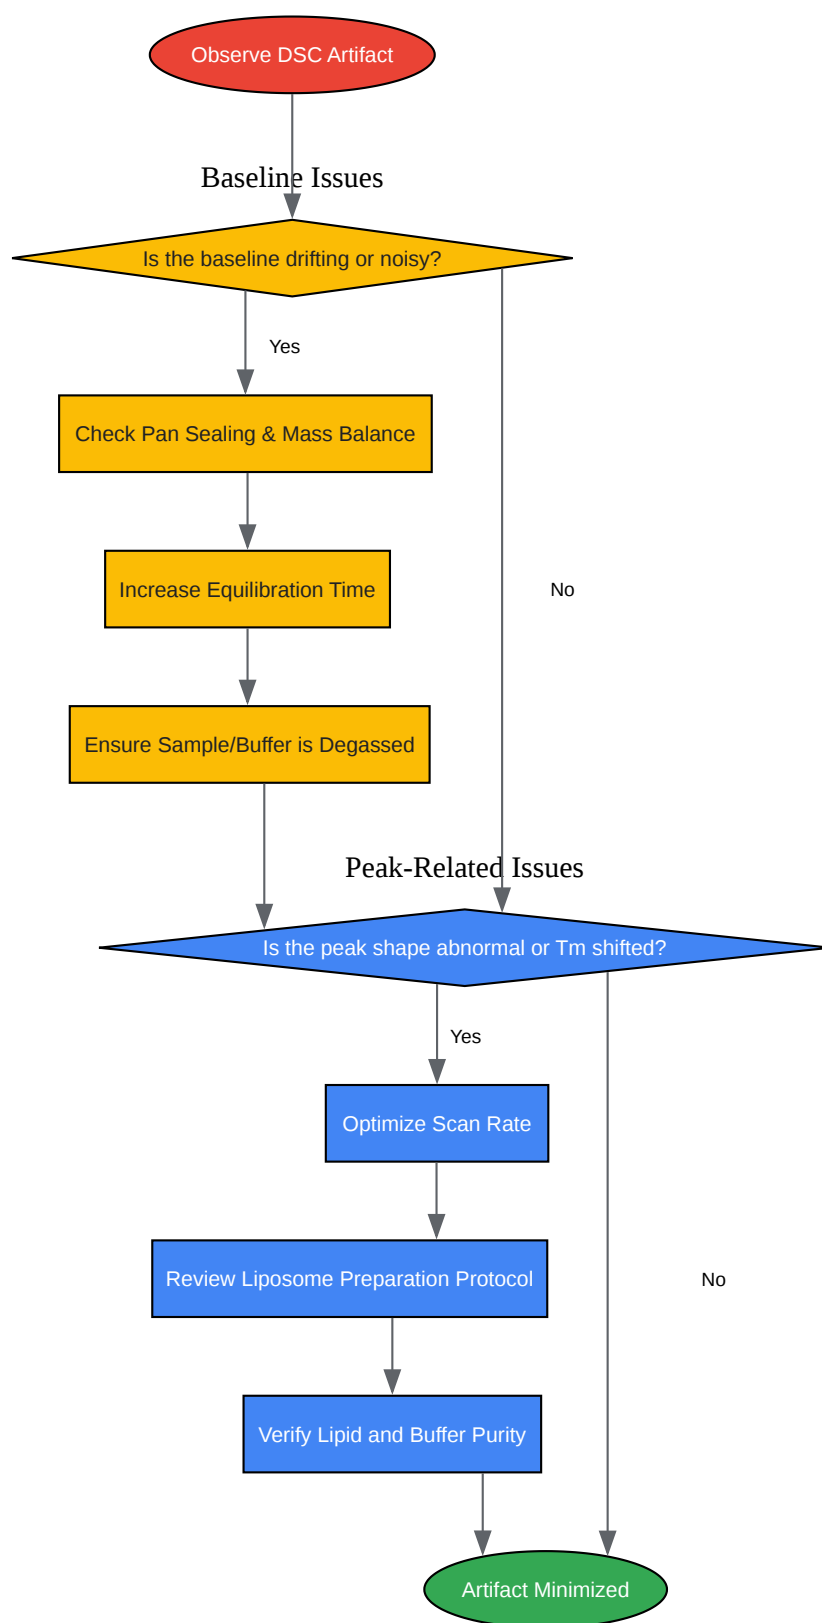 Observe DSC Artifact
Baseline Issues
Is the baseline drifting or noisy?
Yes
Check Pan Sealing & Mass Balance
Increase Equilibration Time
No
Ensure Sample/Buffer is Degassed
Peak-Related Issues
Is the peak shape abnormal or Tm shifted?
Yes
Optimize Scan Rate
Review Liposome Preparation Protocol
No
Verify Lipid and Buffer Purity
Artifact Minimized